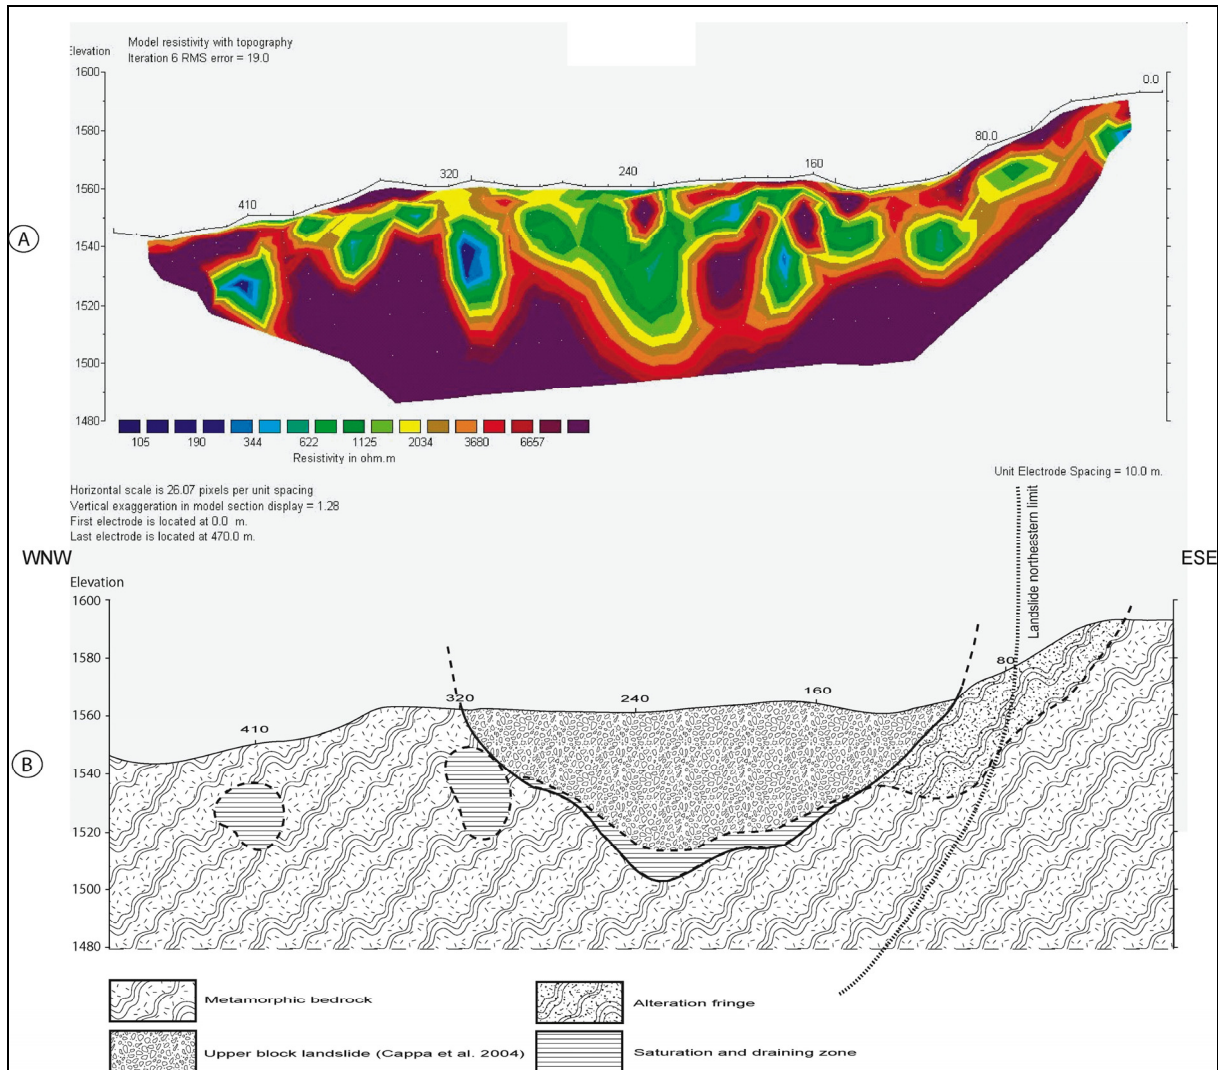 Model resistivity with topography
Elevation
Iteration 6 RMS error = 19.0
1600
0.0
1580
80.0
320
240
160
1560
410
A
1540
1520
1500
1480
105 190 344 622 1125 2034 3680 6657
Resistivity in ohm.m
Unit Electrode Spacing = 10.0 m.
Horizontal scale is 26.07 pixels per unit spacing
Vertical exaggeration in model section display = 1.28
First electrode is located at 0.0 m.
Last electrode is located at 470.0 m.
WNW
ESE
Landslide northeastern limit
Elevation
1600
1580
80
320
240
160
1560
410
B
1540
1520
1500
1480
Metamorphic bedrock
Alteration fringe
Upper block landslide (Cappa et al. 2004)
Saturation and draining zone